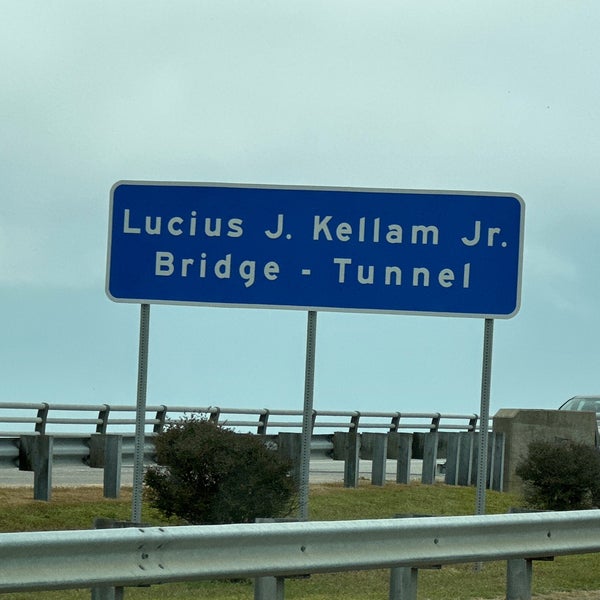 Lucius J. Kellam Jr.
Bridge - Tunnel